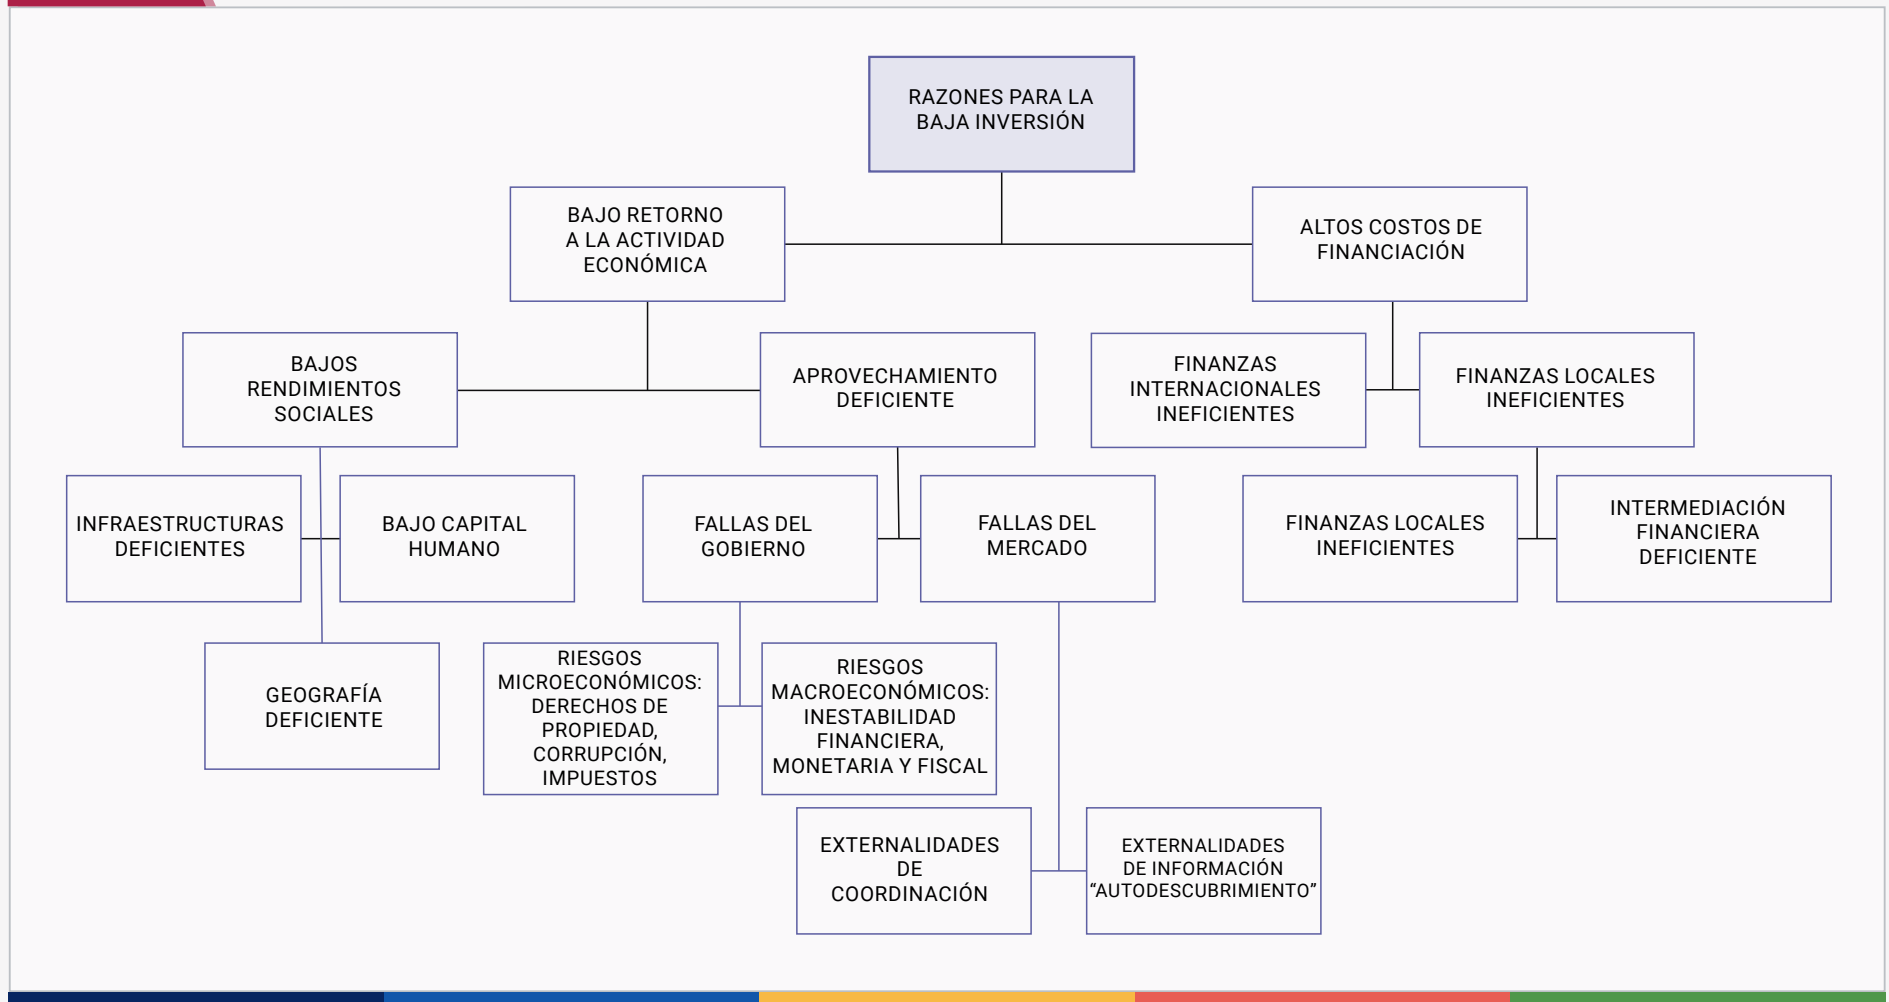 RAZONES PARA LA
BAJA INVERSIÓN
BAJO RETORNO
A LA ACTIVIDAD
ECONÓMICA
ALTOS COSTOS DE
FINANCIACIÓN
BAJOS
RENDIMIENTOS
SOCIALES
APROVECHAMIENTO
DEFICIENTE
FINANZAS
INTERNACIONALES
INEFICIENTES
FINANZAS LOCALES
INEFICIENTES
INFRAESTRUCTURAS
DEFICIENTES
BAJO CAPITAL
HUMANO
FALLAS DEL
GOBIERNO
FALLAS DEL
MERCADO
FINANZAS LOCALES
INEFICIENTES
INTERMEDIACIÓN
FINANCIERA
DEFICIENTE
GEOGRAFÍA
DEFICIENTE
RIESGOS
MICROECONÓMICOS:
DERECHOS DE
PROPIEDAD,
CORRUPCIÓN,
IMPUESTOS
RIESGOS
MACROECONÓMICOS:
INESTABILIDAD
FINANCIERA,
MONETARIA Y FISCAL
EXTERNALIDADES
DE
COORDINACIÓN
EXTERNALIDADES
DE INFORMACIÓN
“AUTODESCUBRIMIENTO”